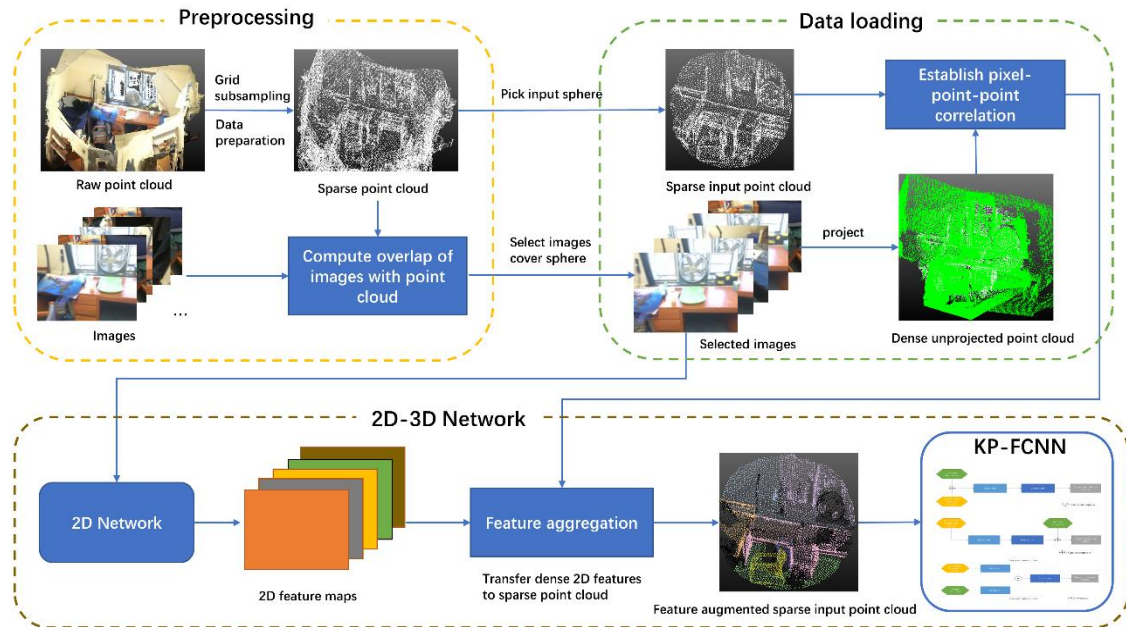 Preprocessing
Grid
subsampling
Data
preparation
Raw point cloud
Sparse point cloud
Images
...
Compute overlap of
images with point
cloud
Pick input sphere
Select images
cover sphere
Data loading
Sparse input point cloud
Establish pixel-
point-point
correlation
project
Selected images
Dense unprojected point cloud
2D-3D Network
2D Network
2D feature maps
Feature aggregation
Transfer dense 2D features
to sparse point cloud
Feature augmented sparse input point cloud
KP-FCNN